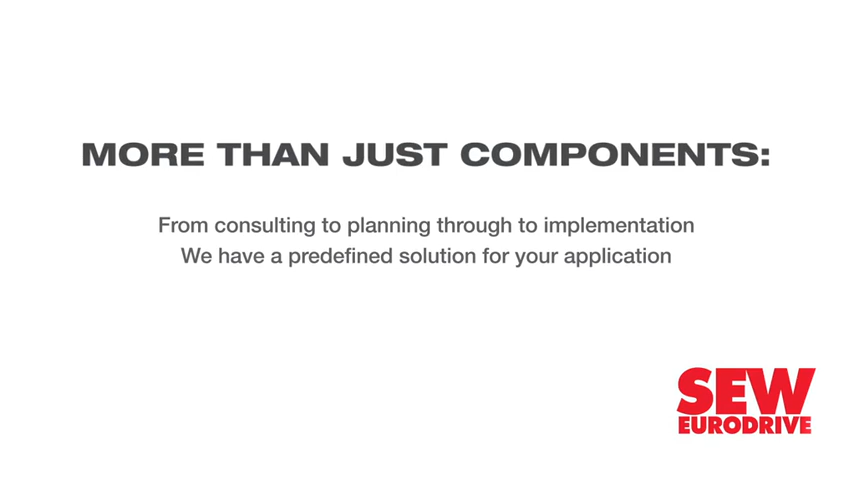 MORE THAN JUST COMPONENTS:
From consulting to planning through to implementation
We have a predefined solution for your application
SEW
EURODRIVE